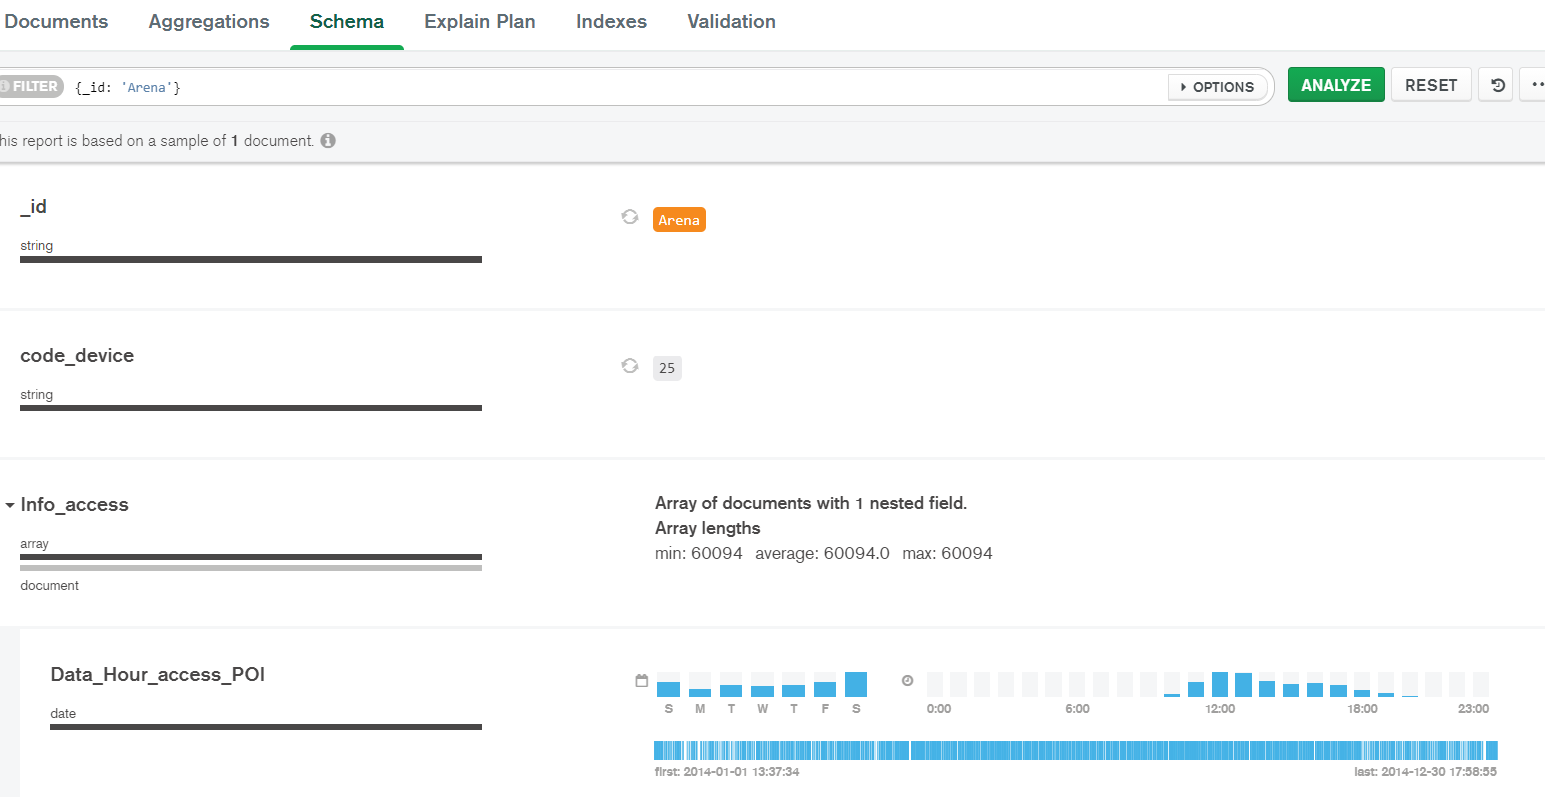 Documents Aggregations Schema Explain Plan Indexes Validation
FILTER {_id: 'Arena'} OPTIONS ANALYZE RESET
his report is based on a sample of 1 document.
_id
string
Arena
code_device
string
25
Info_access
array
document
Array of documents with 1 nested field.
Array lengths
min: 60094 average: 60094.0 max: 60094
Data_Hour_access_POI
date
S M T W T F S
0:00 6:00 12:00 18:00 23:00
first: 2014-01-01 13:37:34 last: 2014-12-30 17:58:55